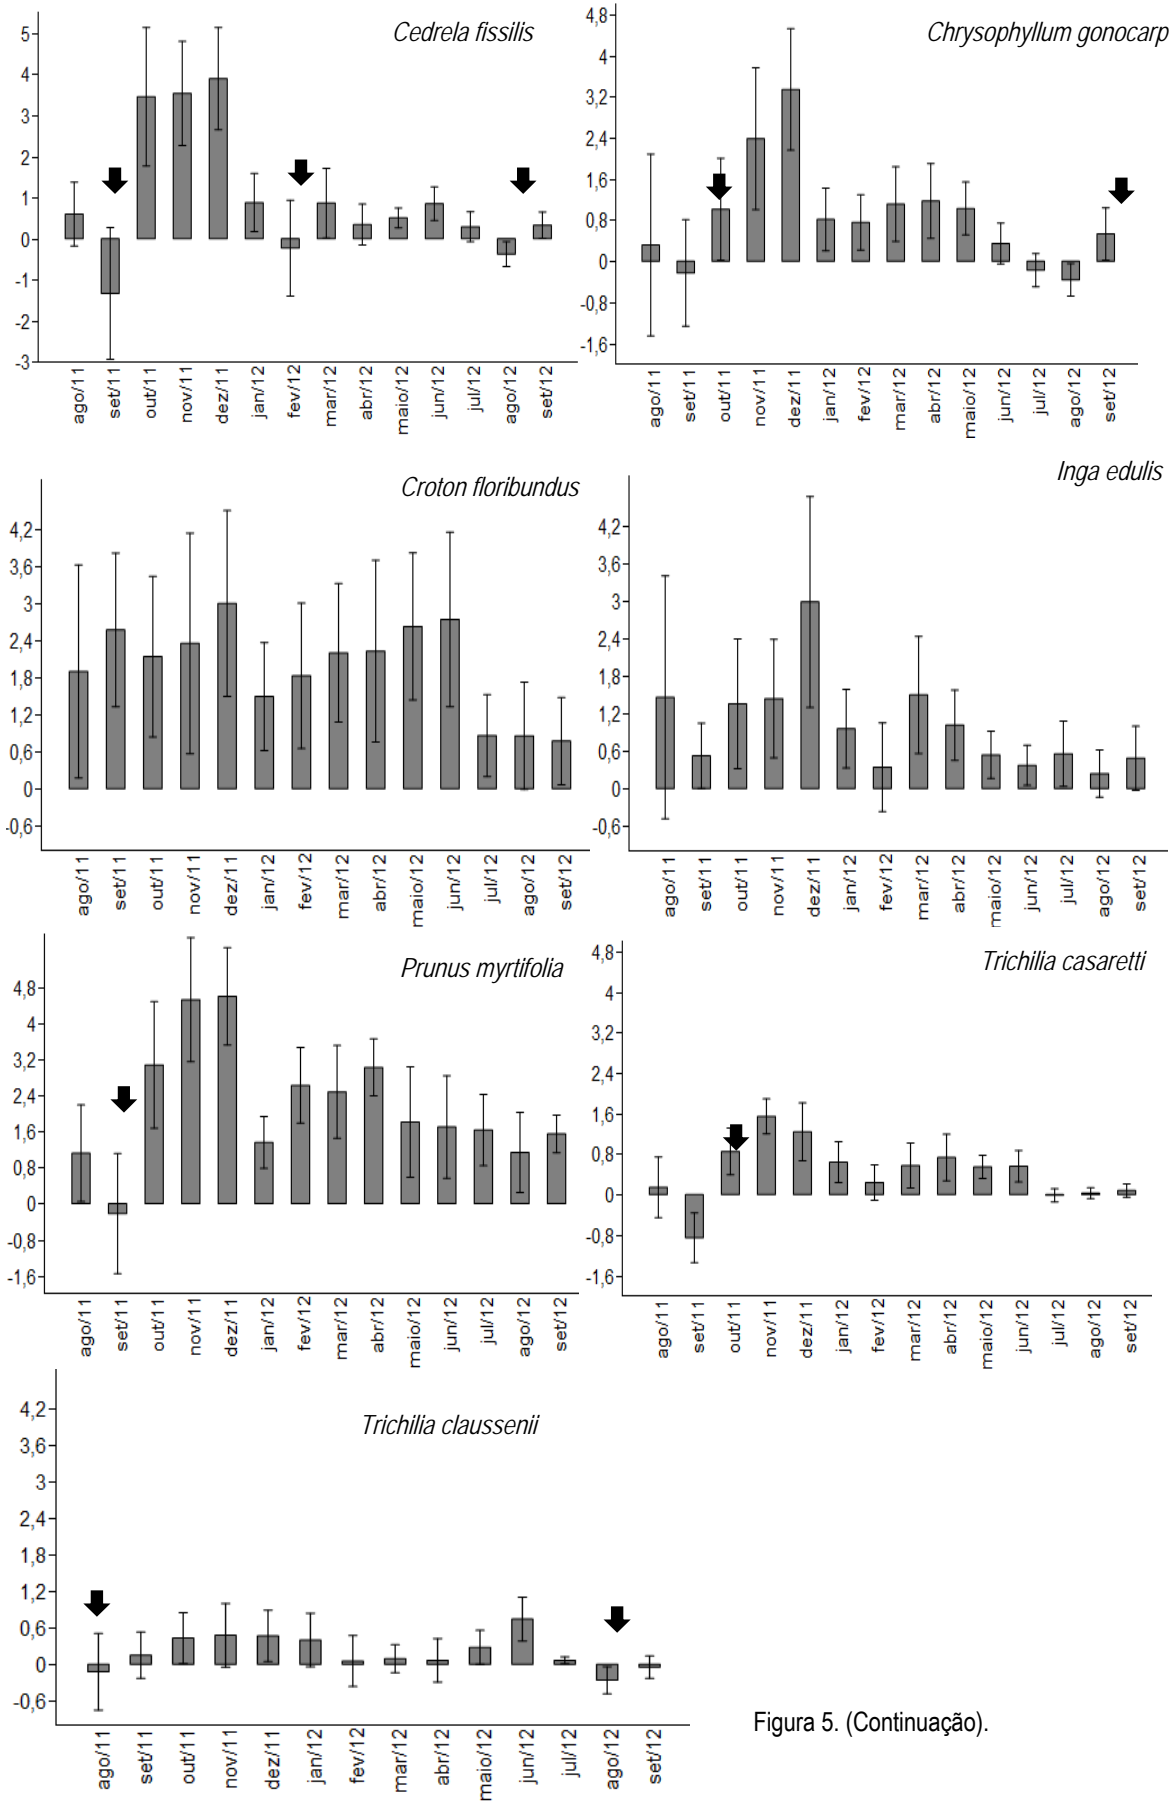 Cedrela fissilis
5
4
3
2
1
0
-1
-2
-3
ago/11
set/11
out/11
nov/11
dez/11
jan/12
fev/12
mar/12
abr/12
maio/12
jun/12
jul/12
ago/12
set/12
Chrysophyllum gonocarp
4,8
4
3,2
2,4
1,6
0,8
0
-0,8
-1,6
ago/11
set/11
out/11
nov/11
dez/11
jan/12
fev/12
mar/12
abr/12
maio/12
jun/12
jul/12
ago/12
set/12
Croton floribundus
4,2
3,6
3
2,4
1,8
1,2
0,6
0
-0,6
ago/11
set/11
out/11
nov/11
dez/11
jan/12
fev/12
mar/12
abr/12
maio/12
jun/12
jul/12
ago/12
set/12
Inga edulis
4,2
3,6
3
2,4
1,8
1,2
0,6
0
-0,6
ago/11
set/11
out/11
nov/11
dez/11
jan/12
fev/12
mar/12
abr/12
maio/12
jun/12
jul/12
ago/12
set/12
Prunus myrtifolia
4,8
4
3,2
2,4
1,6
0,8
0
-0,8
-1,6
ago/11
set/11
out/11
nov/11
dez/11
jan/12
fev/12
mar/12
abr/12
maio/12
jun/12
jul/12
ago/12
set/12
Trichilia casaretti
4,8
4
3,2
2,4
1,6
0,8
0
-0,8
-1,6
ago/11
set/11
out/11
nov/11
dez/11
jan/12
fev/12
mar/12
abr/12
maio/12
jun/12
jul/12
ago/12
set/12
Trichilia claussenii
4,2
3,6
3
2,4
1,8
1,2
0,6
0
-0,6
ago/11
set/11
out/11
nov/11
dez/11
jan/12
fev/12
mar/12
abr/12
maio/12
jun/12
jul/12
ago/12
set/12
Figura 5. (Continuação).